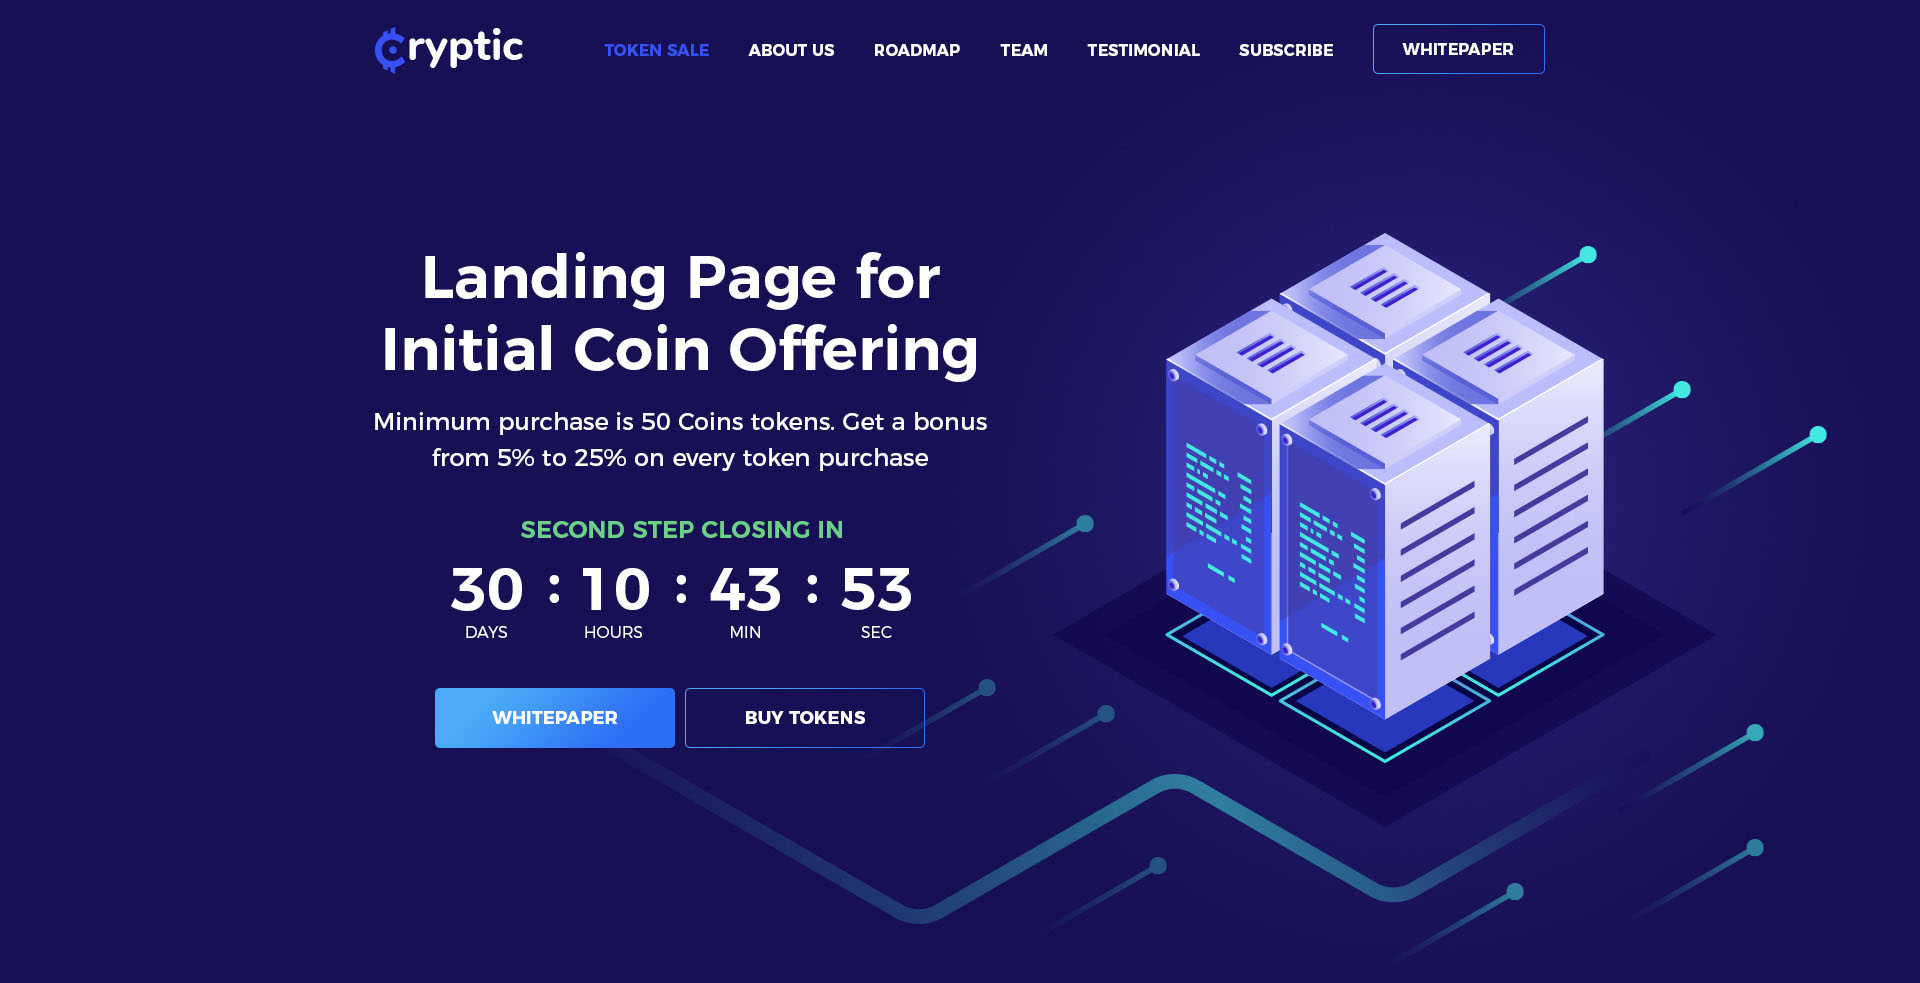 Cryptic
TOKEN SALE
ABOUT US
ROADMAP
TEAM
TESTIMONIAL
SUBSCRIBE
WHITEPAPER
Landing Page for
Initial Coin Offering
Minimum purchase is 50 Coins tokens. Get a bonus
from 5% to 25% on every token purchase
SECOND STEP CLOSING IN
30 : 10 : 43 : 53
DAYS HOURS MIN SEC
WHITEPAPER
BUY TOKENS